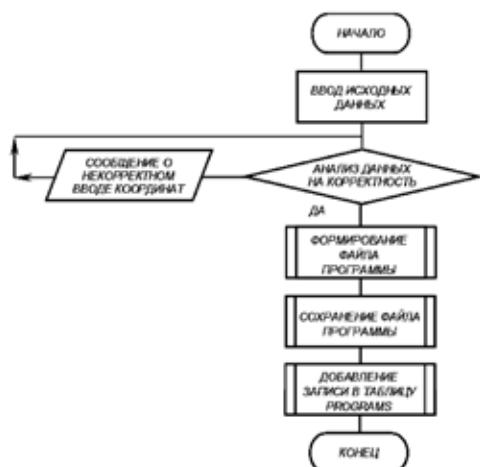 НАЧАЛО
ВВОД ИСХОДНЫХ
ДАННЫХ
СООБЩЕНИЕ О
НЕКОРРЕКТНОМ
ВВОДЕ КООРДИНАТ
АНАЛИЗ ДАННЫХ
НА КОРРЕКТНОСТЬ
ДА
ФОРМИРОВАНИЕ
ФАЙЛА
ПРОГРАММЫ
СОХРАНЕНИЕ ФАЙЛА
ПРОГРАММЫ
ДОБАВЛЕНИЕ
ЗАПИСИ В ТАБЛИЦУ
PROGRAMS
КОНЕЦ